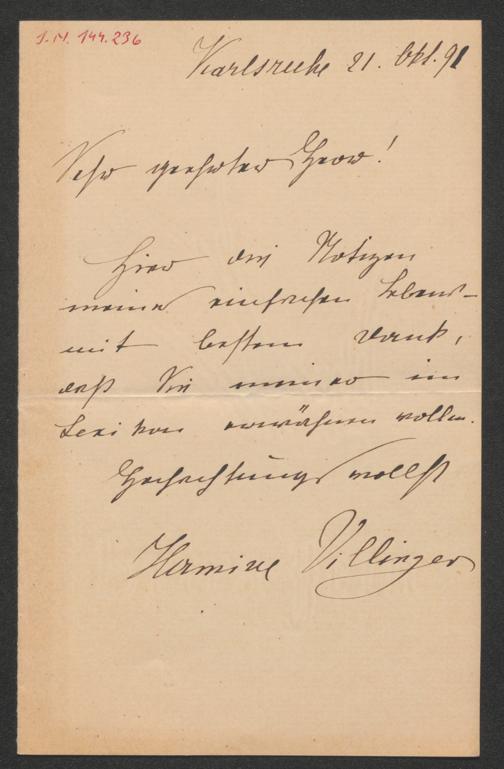 J.N. 144.236
Karlsruhe 21. Okt. 91
Sehr geehrter Herr!
Hier die Notizen
meines einfachen Lebens
mit bestem Dank,
daß Sie meiner im
Lexikon erwähnen wollen.
Hochachtungsvollst
Hermine Villinger